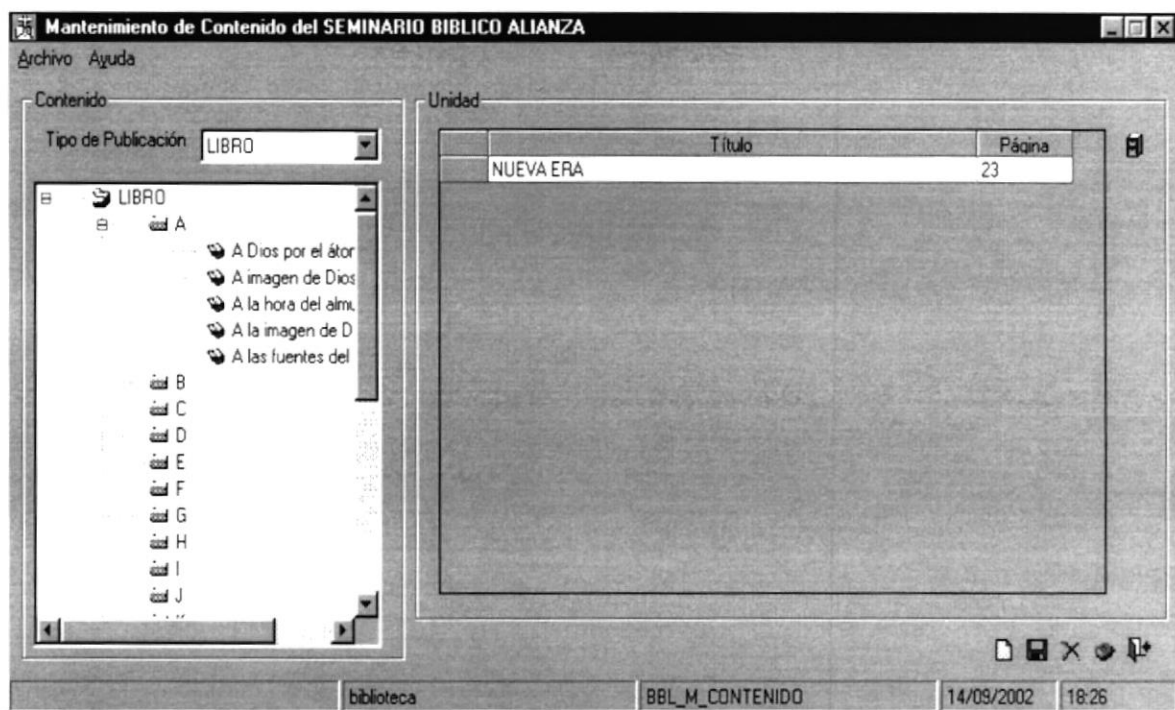 Mantenimiento de Contenido del SEMINARIO BIBLICO ALIANZA
Archivo Ayuda
Contenido
Tipo de Publicación LIBRO
LIBRO
A
A Dios por el átor
A imagen de Dios
A la hora del almu
A la imagen de D
A las fuentes del
B
C
D
E
F
G
H
I
J
Unidad
Título Página
NUEVA ERA 23
biblioteca BBL_M_CONTENIDO 14/09/2002 18:26